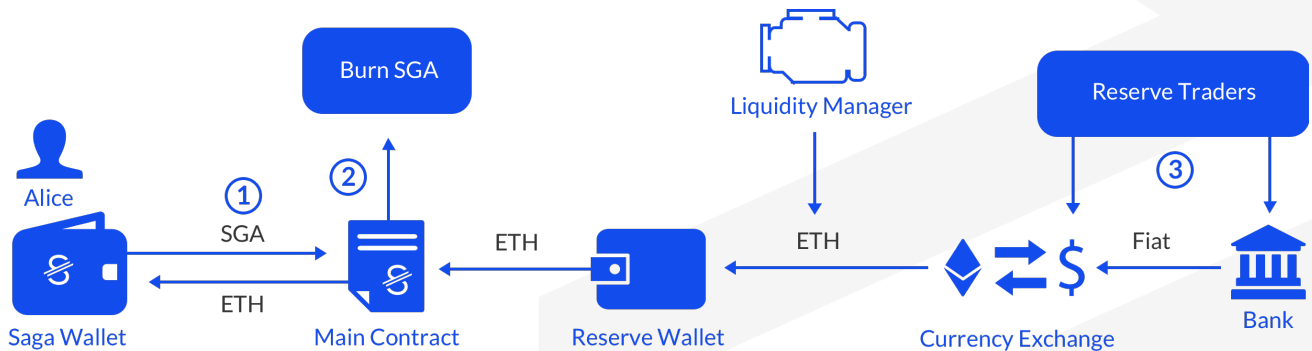 Burn SGA
Liquidity Manager
Reserve Traders
Alice
1
2
3
SGA
ETH
ETH
ETH
Fiat
$
Saga Wallet
Main Contract
Reserve Wallet
Currency Exchange
Bank